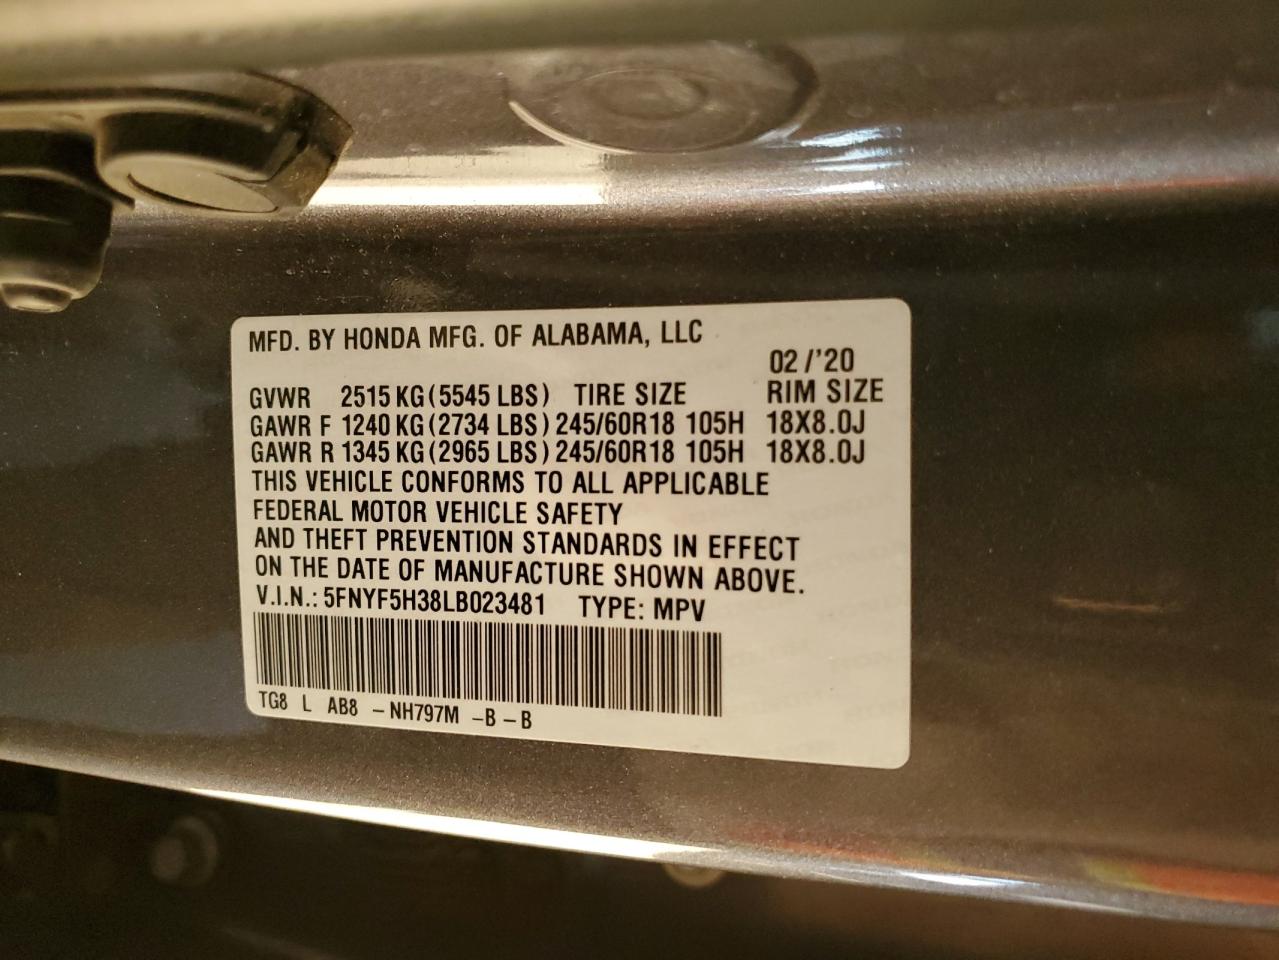 MFD. BY HONDA MFG. OF ALABAMA, LLC
02/'20
GVWR 2515 KG (5545 LBS) TIRE SIZE RIM SIZE
GAWR F 1240 KG (2734 LBS) 245/60R18 105H 18X8.0J
GAWR R 1345 KG (2965 LBS) 245/60R18 105H 18X8.0J
THIS VEHICLE CONFORMS TO ALL APPLICABLE
FEDERAL MOTOR VEHICLE SAFETY
AND THEFT PREVENTION STANDARDS IN EFFECT
ON THE DATE OF MANUFACTURE SHOWN ABOVE.
V.I.N.: 5FNYF5H38LB023481 TYPE: MPV
TG8 L AB8 - NH797M - B - B